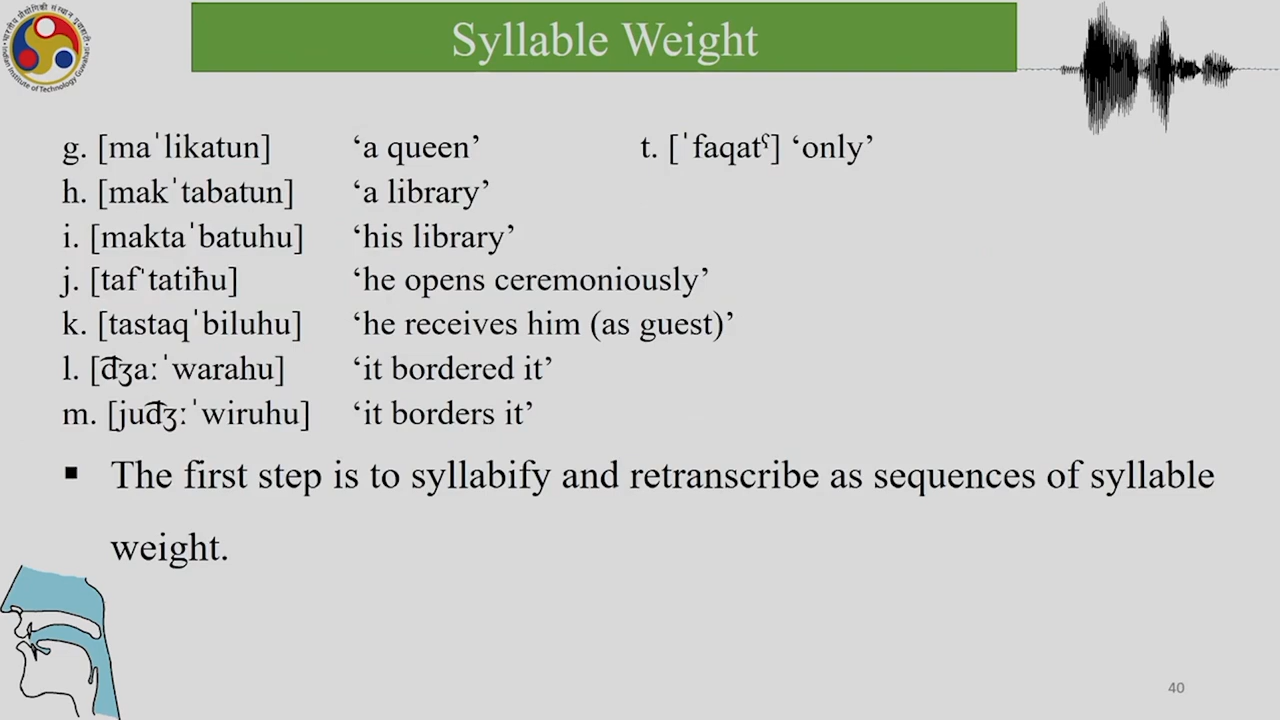 Syllable Weight
g. [maˈlikatun] ‘a queen’ t. [ˈfaqatˤ] ‘only’
h. [makˈtabatun] ‘a library’
i. [maktaˈbatuhu] ‘his library’
j. [taf'tatiħu] ‘he opens ceremoniously’
k. [tastaqˈbiluhu] ‘he receives him (as guest)’
l. [d͡ʒaːˈwarahu] ‘it bordered it’
m. [jud͡ʒːˈwiruhu] ‘it borders it’
▪ The first step is to syllabify and retranscribe as sequences of syllable
weight.
40